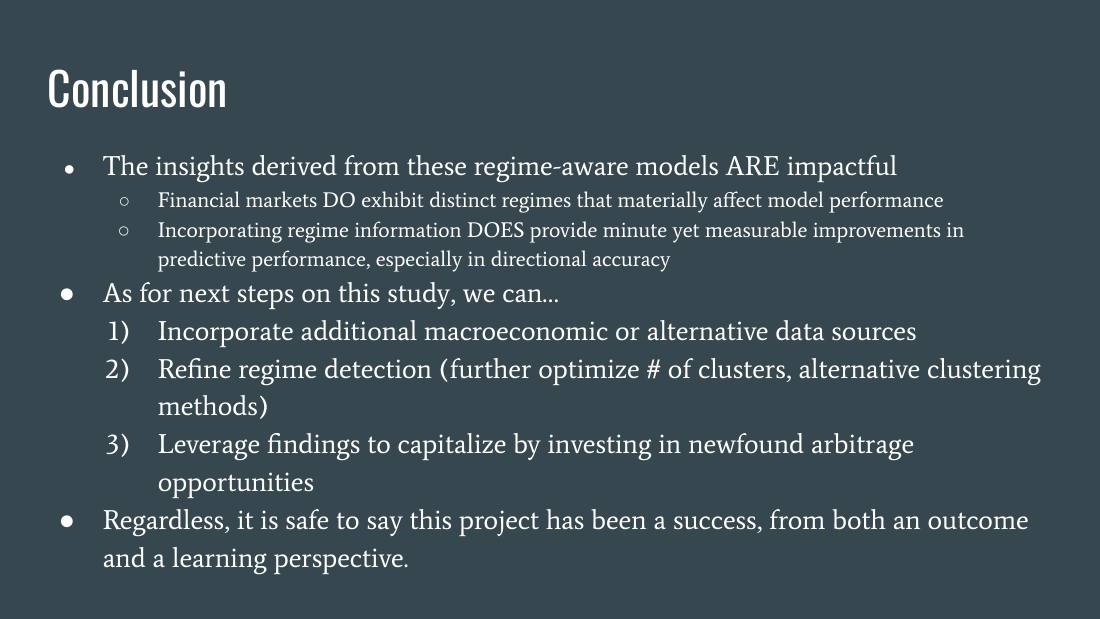 Conclusion
● The insights derived from these regime-aware models ARE impactful
○ Financial markets DO exhibit distinct regimes that materially affect model performance
○ Incorporating regime information DOES provide minute yet measurable improvements in
predictive performance, especially in directional accuracy
● As for next steps on this study, we can...
1) Incorporate additional macroeconomic or alternative data sources
2) Refine regime detection (further optimize # of clusters, alternative clustering
methods)
3) Leverage findings to capitalize by investing in newfound arbitrage
opportunities
● Regardless, it is safe to say this project has been a success, from both an outcome
and a learning perspective.